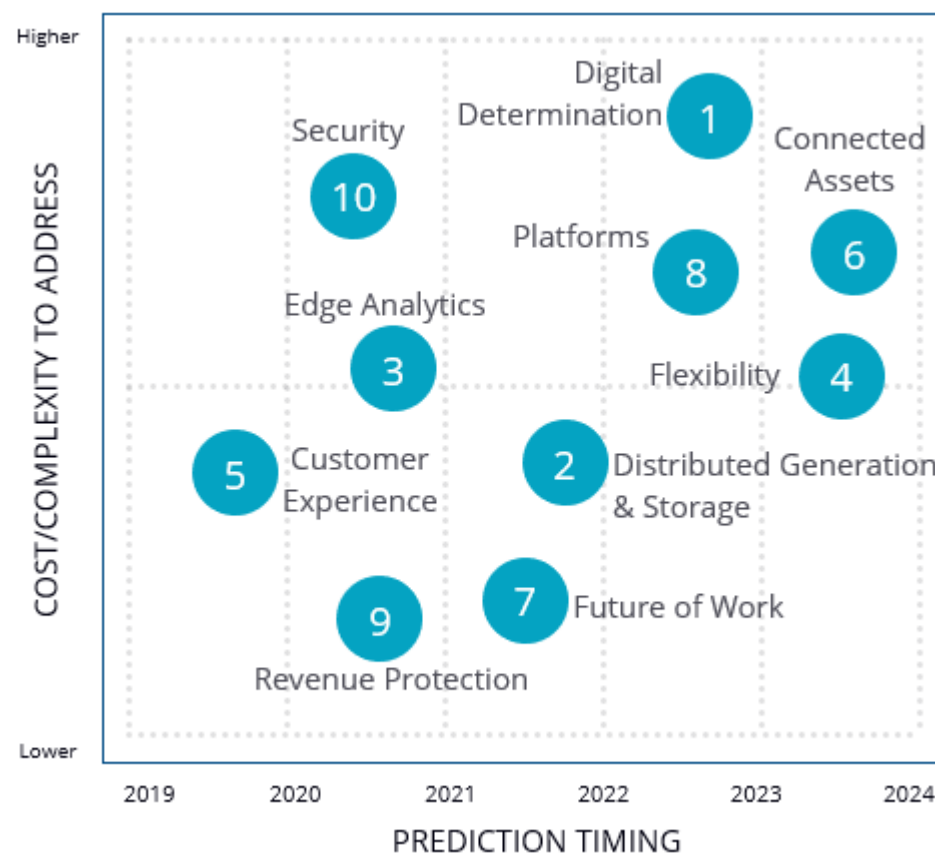 Higher
Digital
Determination
1
Security
Connected
Assets
10
Platforms
6
8
Edge Analytics
3
Flexibility
4
COST/COMPLEXITY TO ADDRESS
5
Customer
Experience
2
Distributed Generation
& Storage
7
Future of Work
9
Revenue Protection
Lower
2019
2020
2021
2022
2023
2024
PREDICTION TIMING